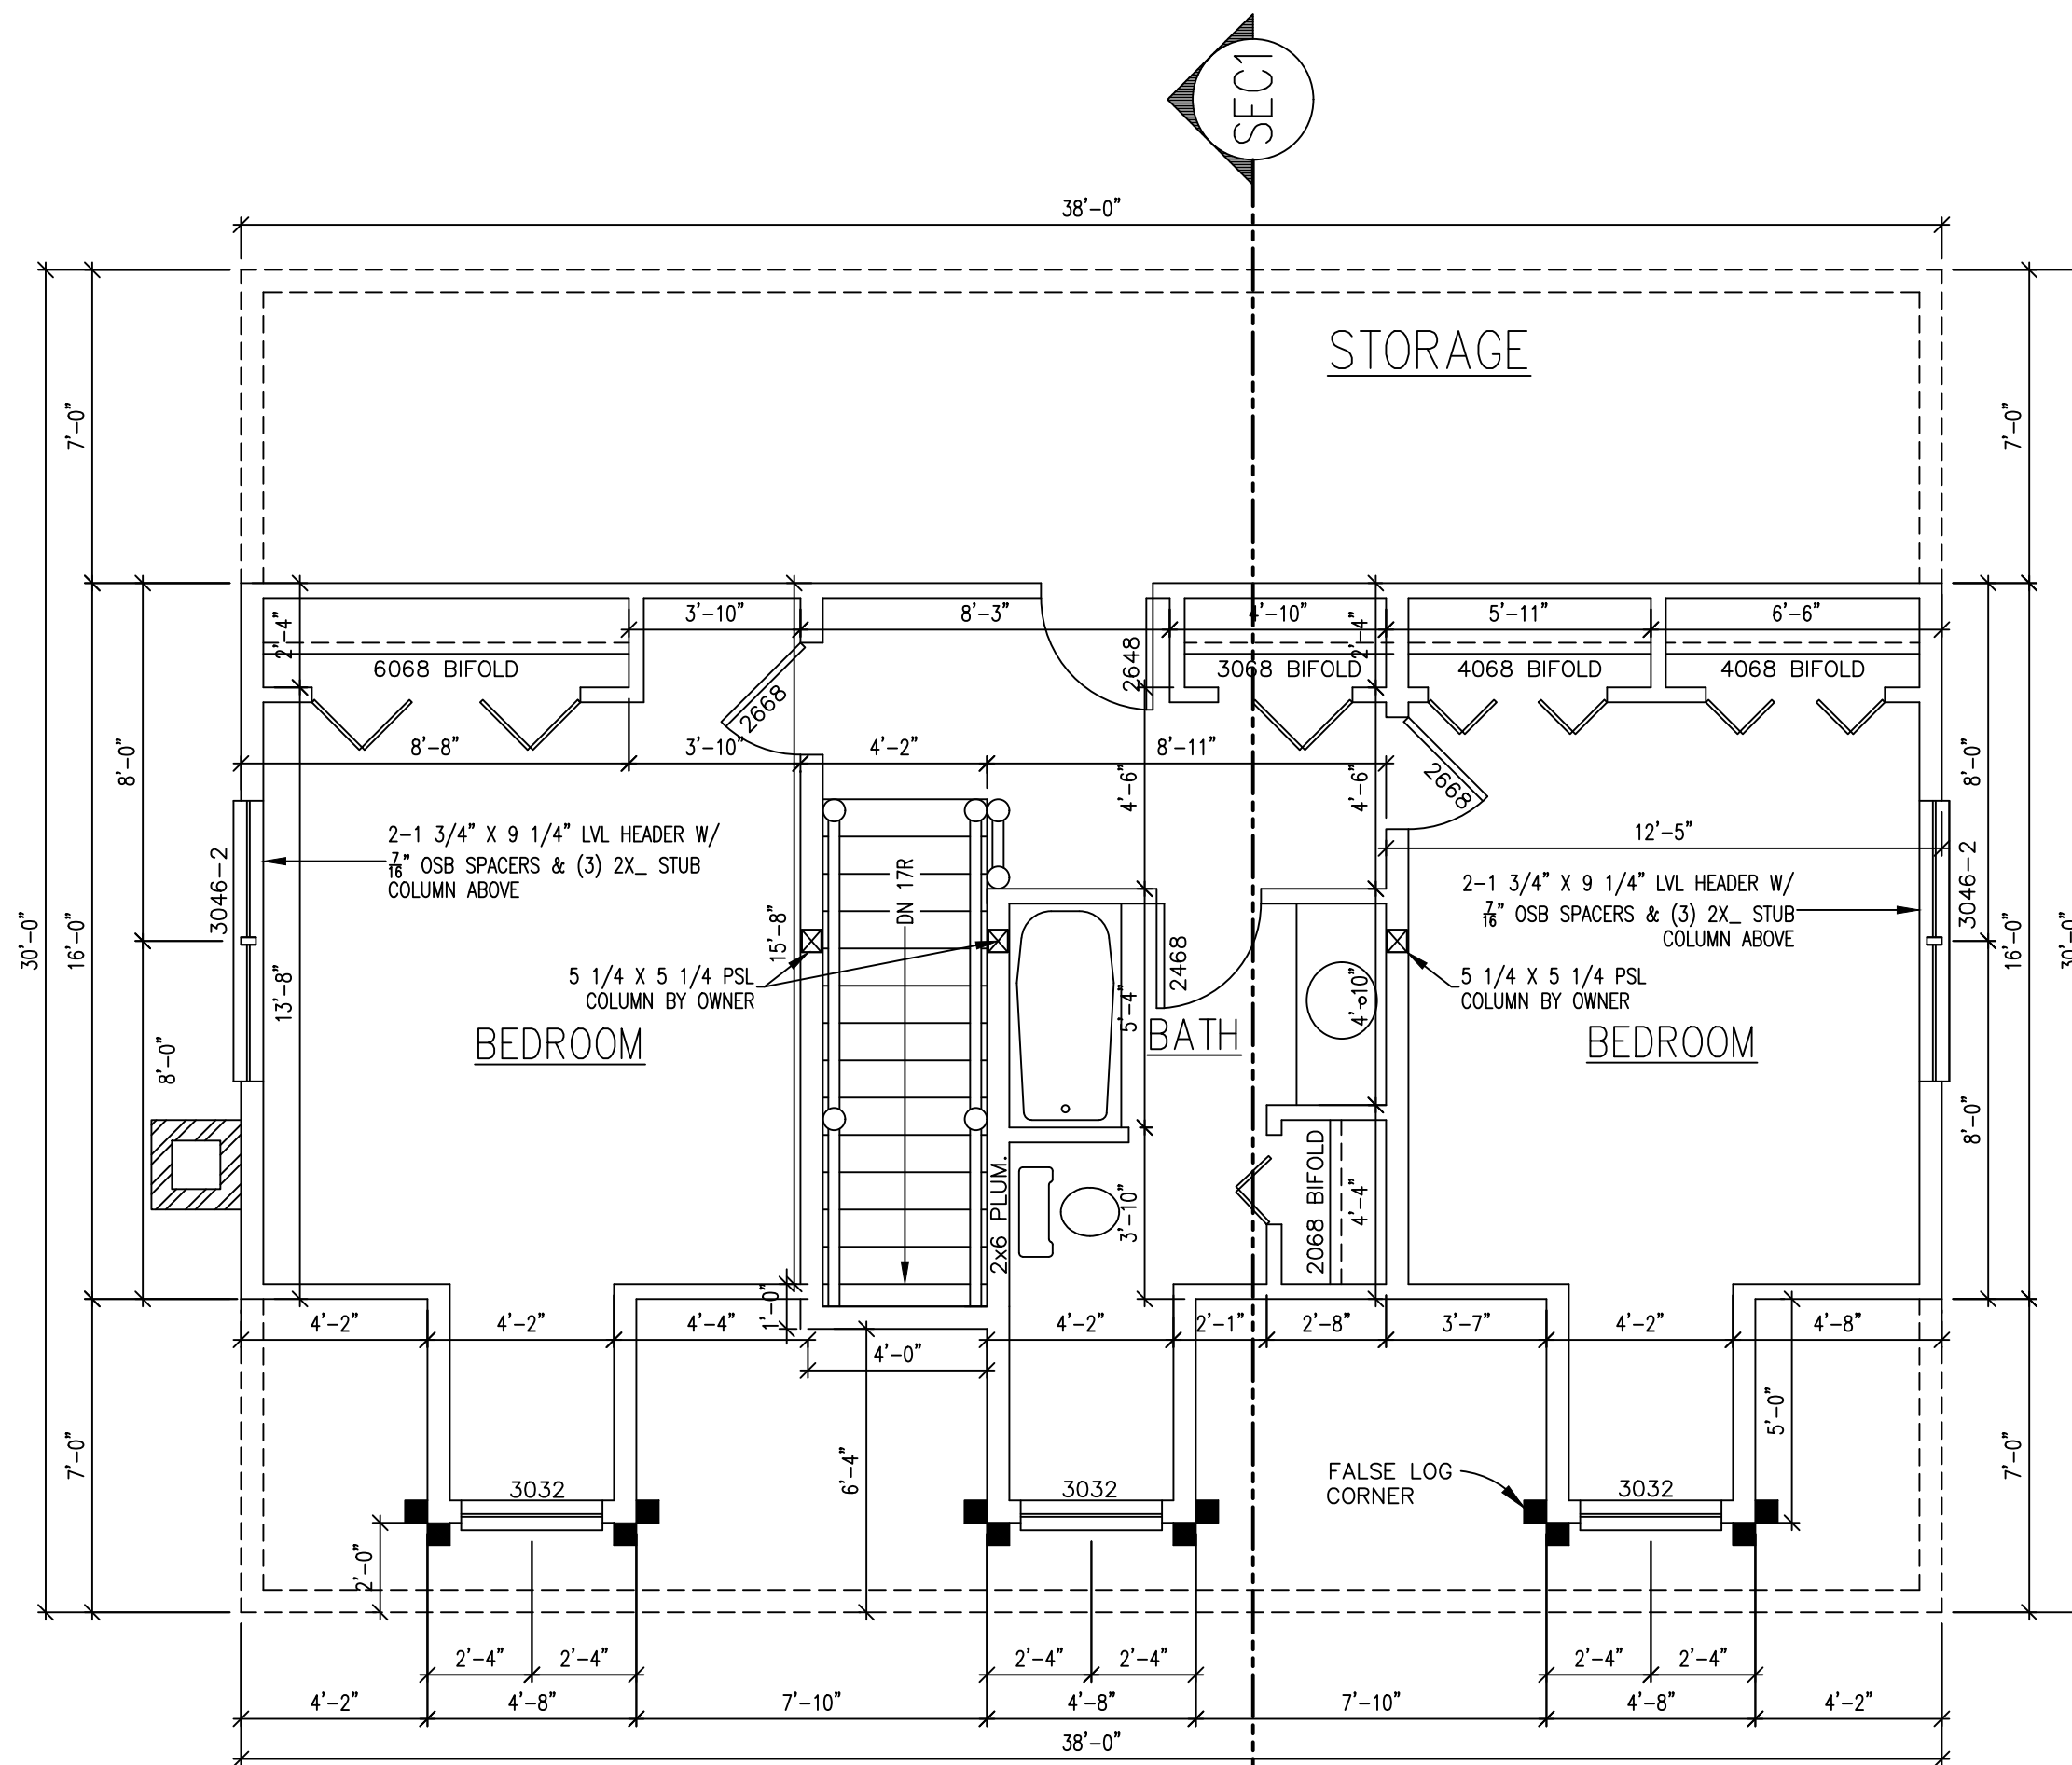 SEC1
38'-0"
STORAGE
7'-0"
7'-0"
30'-0"
16'-0"
8'-0"
8'-0"
2'-4"
3'-10"
8'-3"
4'-10"
2'-4"
5'-11"
6'-6"
6068 BIFOLD
2668
2648
3068 BIFOLD
4068 BIFOLD
4068 BIFOLD
8'-8"
3'-10"
4'-2"
8'-11"
4'-6"
4'-6"
2668
12'-5"
8'-0"
3046-2
2-1 3/4" X 9 1/4" LVL HEADER W/
7/16" OSB SPACERS & (3) 2X_ STUB
COLUMN ABOVE
DN 17R
15'-8"
13'-8"
2-1 3/4" X 9 1/4" LVL HEADER W/
7/16" OSB SPACERS & (3) 2X_ STUB
COLUMN ABOVE
3046-2
16'-0"
30'-0"
5 1/4 X 5 1/4 PSL
COLUMN BY OWNER
2468
5'-4"
4'-10"
5 1/4 X 5 1/4 PSL
COLUMN BY OWNER
BEDROOM
BATH
BEDROOM
8'-0"
2x6 PLUM.
3'-10"
2068 BIFOLD
4'-4"
4'-2"
4'-2"
4'-4"
1'-0"
4'-0"
4'-2"
2'-1"
2'-8"
3'-7"
4'-2"
4'-8"
5'-0"
7'-0"
6'-4"
7'-0"
3032
3032
3032
FALSE LOG
CORNER
2'-0"
2'-4"
2'-4"
2'-4"
2'-4"
2'-4"
2'-4"
4'-2"
4'-8"
7'-10"
4'-8"
7'-10"
4'-8"
4'-2"
38'-0"